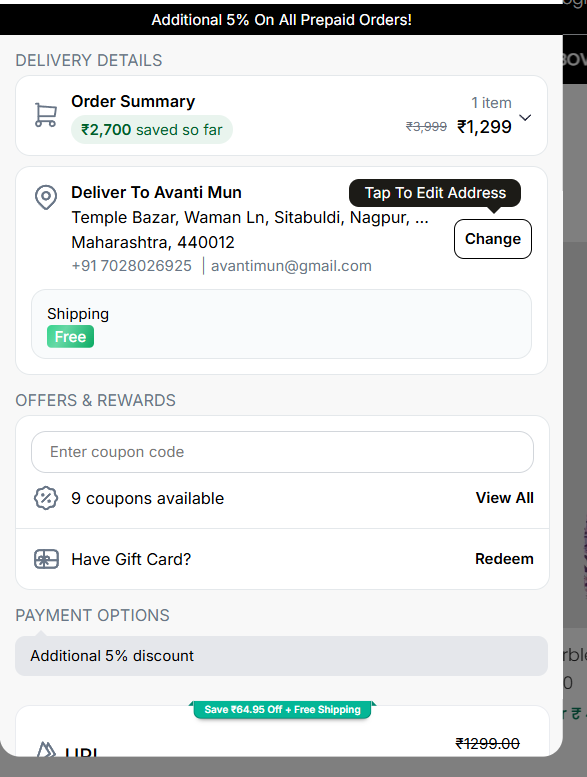 Additional 5% On All Prepaid Orders!
DELIVERY DETAILS
Order Summary
1 item
₹2,700 saved so far
₹3,999 ₹1,299
Deliver To Avanti Mun
Tap To Edit Address
Temple Bazar, Waman Ln, Sitabuldi, Nagpur, ...
Maharashtra, 440012
Change
+91 7028026925 | avantimun@gmail.com
Shipping
Free
OFFERS & REWARDS
Enter coupon code
9 coupons available
View All
Have Gift Card?
Redeem
PAYMENT OPTIONS
Additional 5% discount
Save ₹64.95 Off + Free Shipping
₹1299.00
UPI